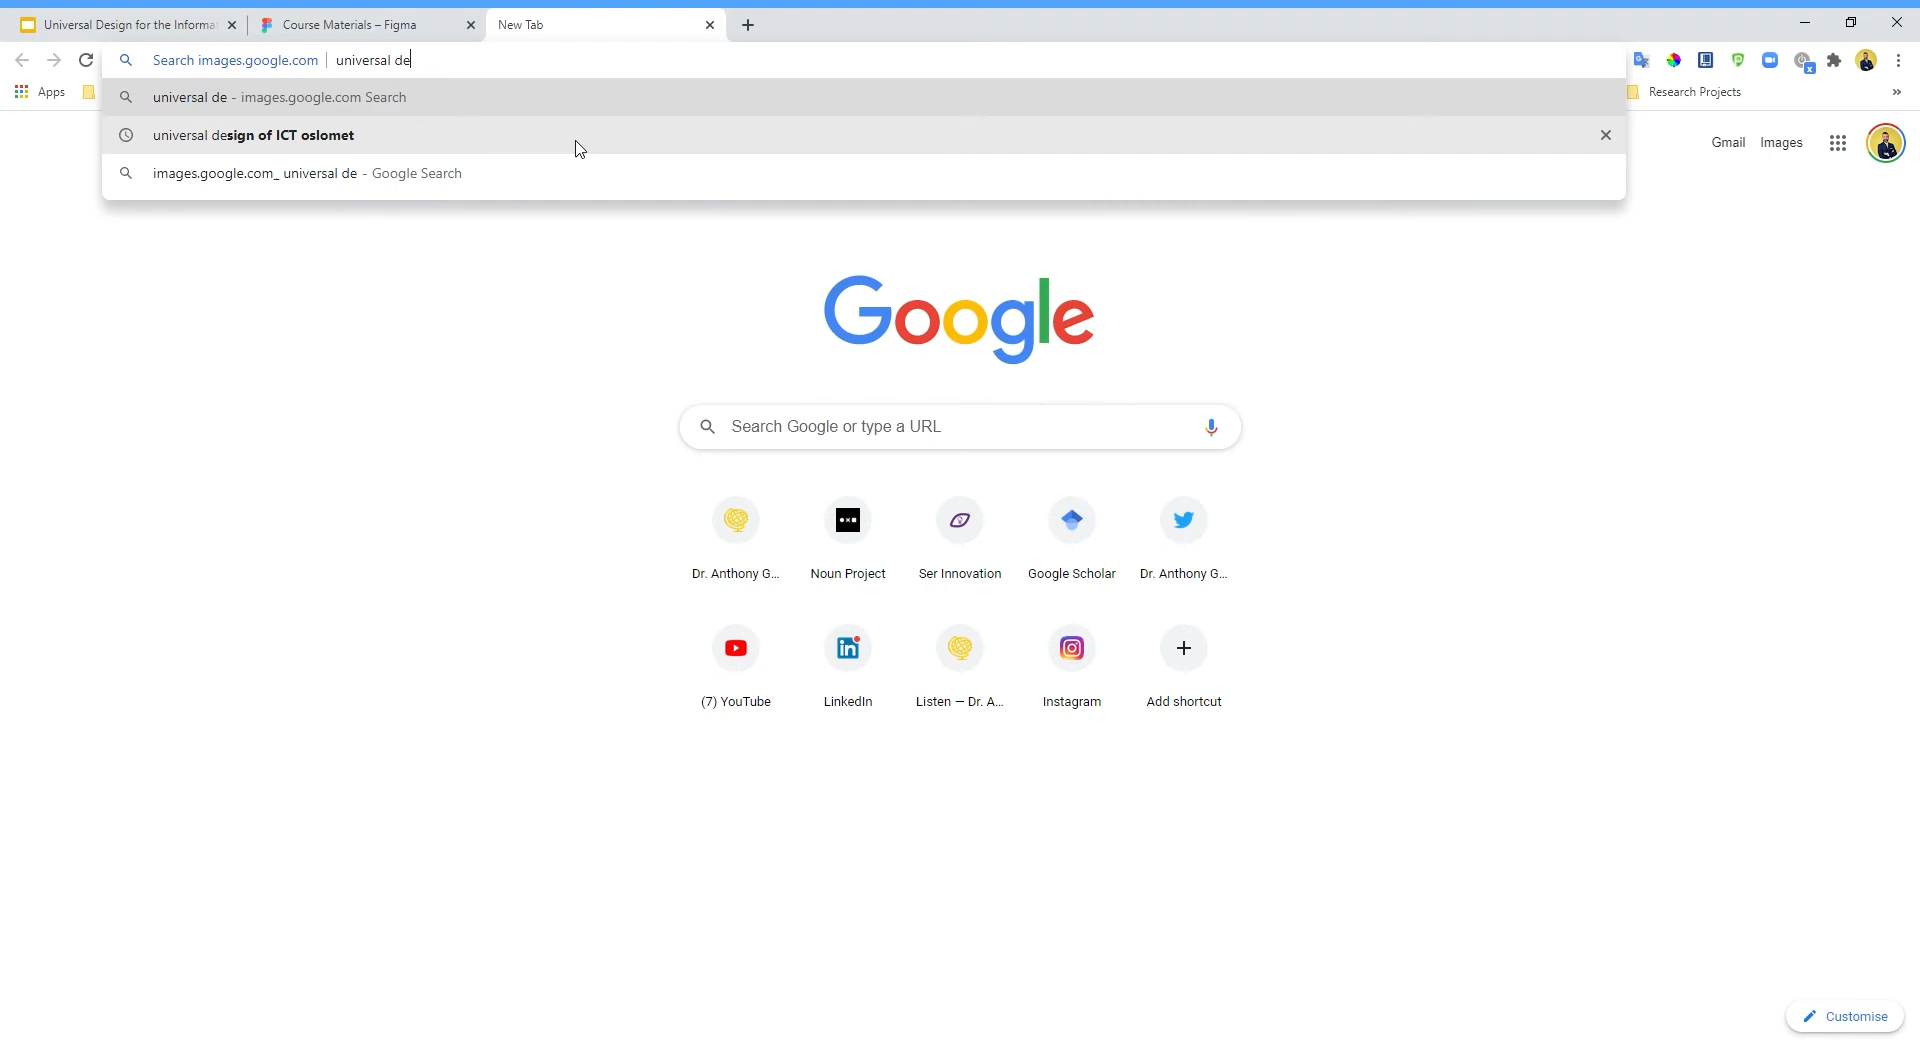 Universal Design for the Informa
Course Materials – Figma
New Tab
Search images.google.com | universal de
Apps
Research Projects
universal de - images.google.com Search
universal design of ICT oslomet
images.google.com_ universal de - Google Search
Gmail
Images
Google
Search Google or type a URL
Dr. Anthony G...
Noun Project
Ser Innovation
Google Scholar
Dr. Anthony G...
(7) YouTube
LinkedIn
Listen — Dr. A...
Instagram
Add shortcut
Customise